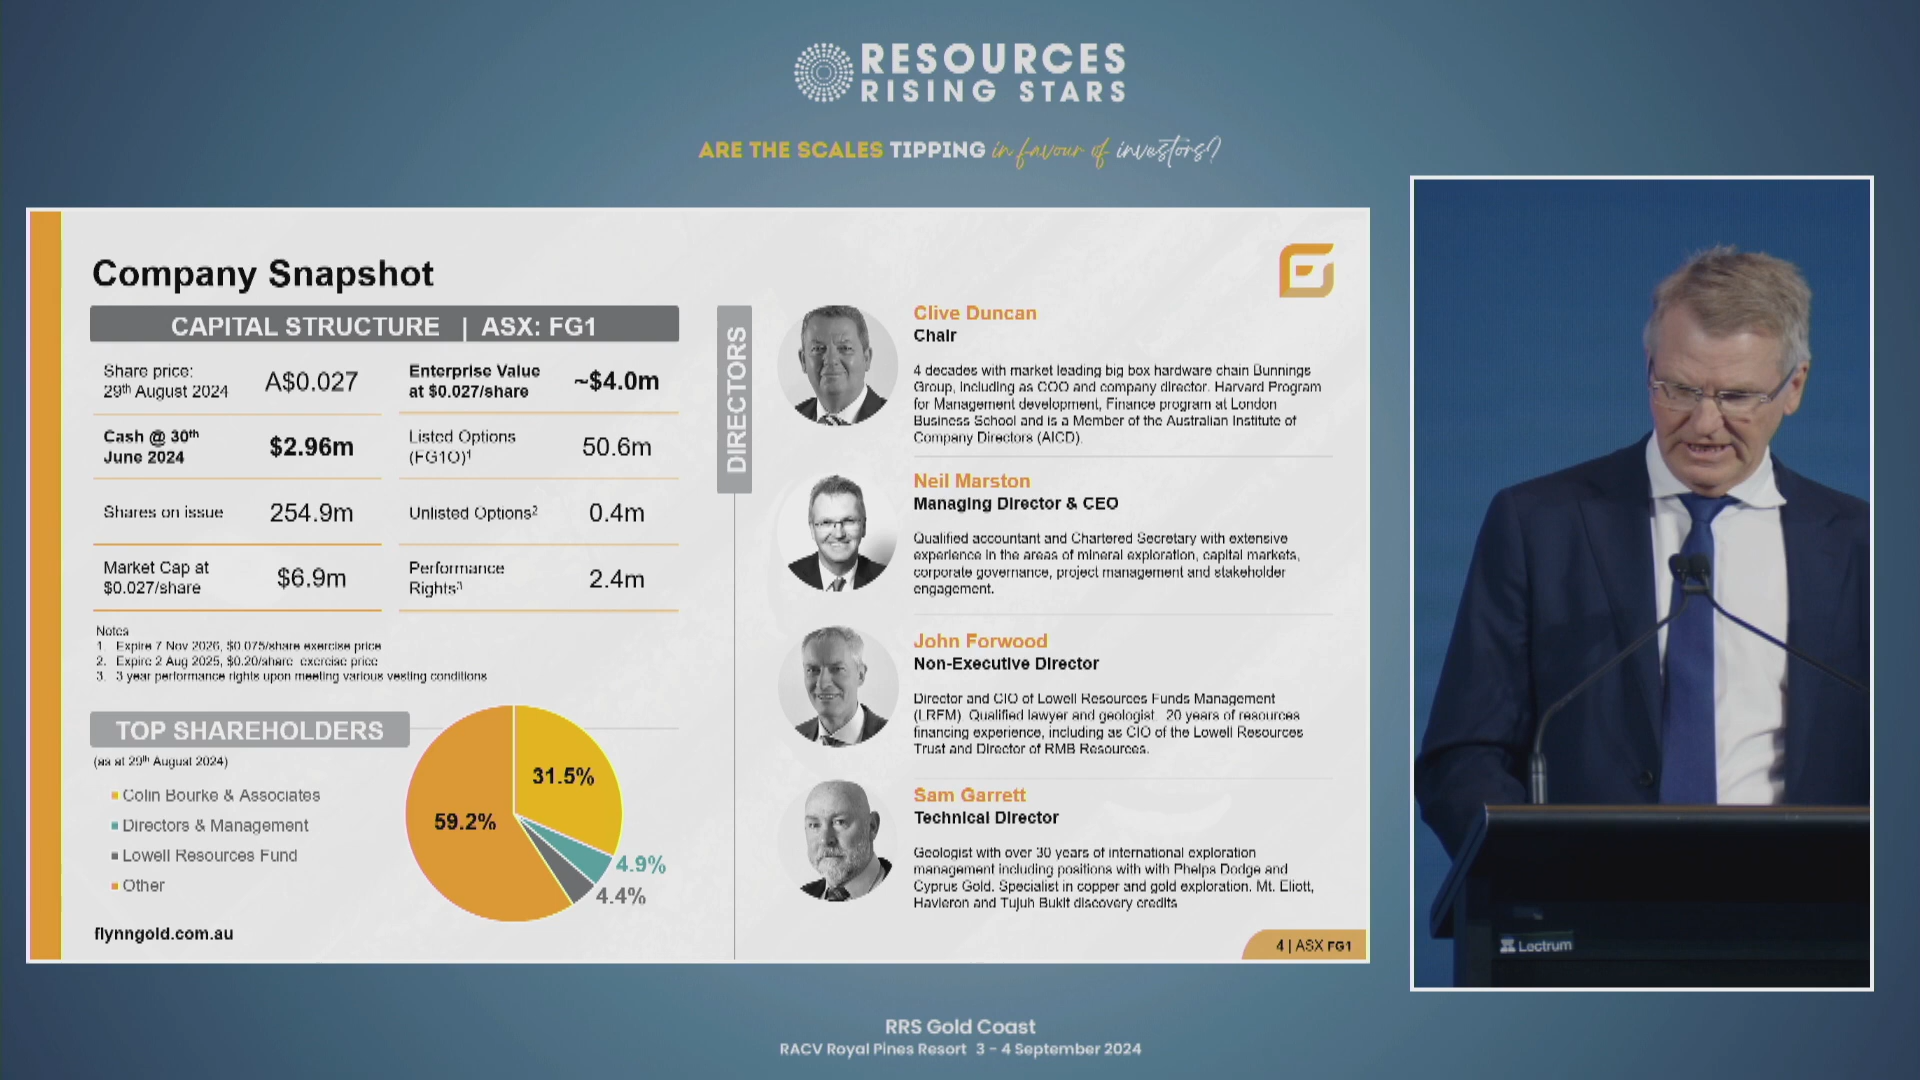 RESOURCES
RISING STARS
ARE THE SCALES TIPPING in favour of investors?
Company Snapshot
CAPITAL STRUCTURE | ASX: FG1
Share price:
29th August 2024
A$0.027
Enterprise Value
at $0.027/share
~$4.0m
Cash @ 30th
June 2024
$2.96m
Listed Options
(FG1O)1
50.6m
Shares on issue
254.9m
Unlisted Options2
0.4m
Market Cap at
$0.027/share
$6.9m
Performance
Rights3
2.4m
Notes
1. Expire 7 Nov 2026, $0.075/share exercise price
2. Expire 2 Aug 2025, $0.20/share exercise price
3. 3 year performance rights upon meeting various vesting conditions
TOP SHAREHOLDERS
(as at 29th August 2024)
Colin Bourke & Associates
Directors & Management
Lowell Resources Fund
Other
31.5%
59.2%
4.9%
4.4%
flynngold.com.au
DIRECTORS
Clive Duncan
Chair
4 decades with market leading big box hardware chain Bunnings
Group, including as COO and company director. Harvard Program
for Management development, Finance program at London
Business School and is a Member of the Australian Institute of
Company Directors (AICD).
Neil Marston
Managing Director & CEO
Qualified accountant and Chartered Secretary with extensive
experience in the areas of mineral exploration, capital markets,
corporate governance, project management and stakeholder
engagement.
John Forwood
Non-Executive Director
Director and CIO of Lowell Resources Funds Management
(LRFM). Qualified lawyer and geologist. 20 years of resources
financing experience, including as CIO of the Lowell Resources
Trust and Director of RMB Resources.
Sam Garrett
Technical Director
Geologist with over 30 years of international exploration
management including positions with with Phelps Dodge and
Cyprus Gold. Specialist in copper and gold exploration. Mt. Eliott,
Havieron and Tujuh Bukit discovery credits
4 | ASX FG1
Lectrum
RRS Gold Coast
RACV Royal Pines Resort 3 - 4 September 2024